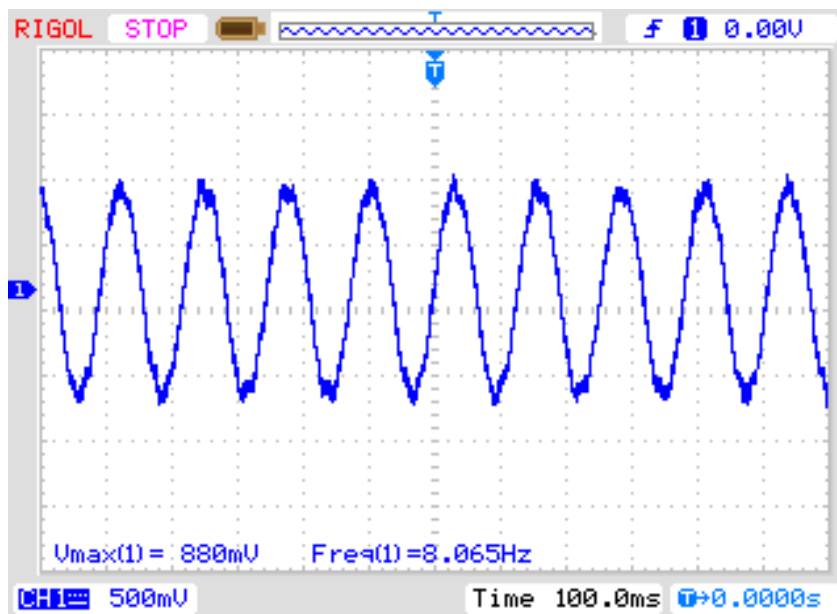 RIGOL STOP T ƒ 1 0.00V
T
1
Vmax(1)= 880mV Freq(1)=8.065Hz
CH1 500mV Time 100.0ms T→0.0000s